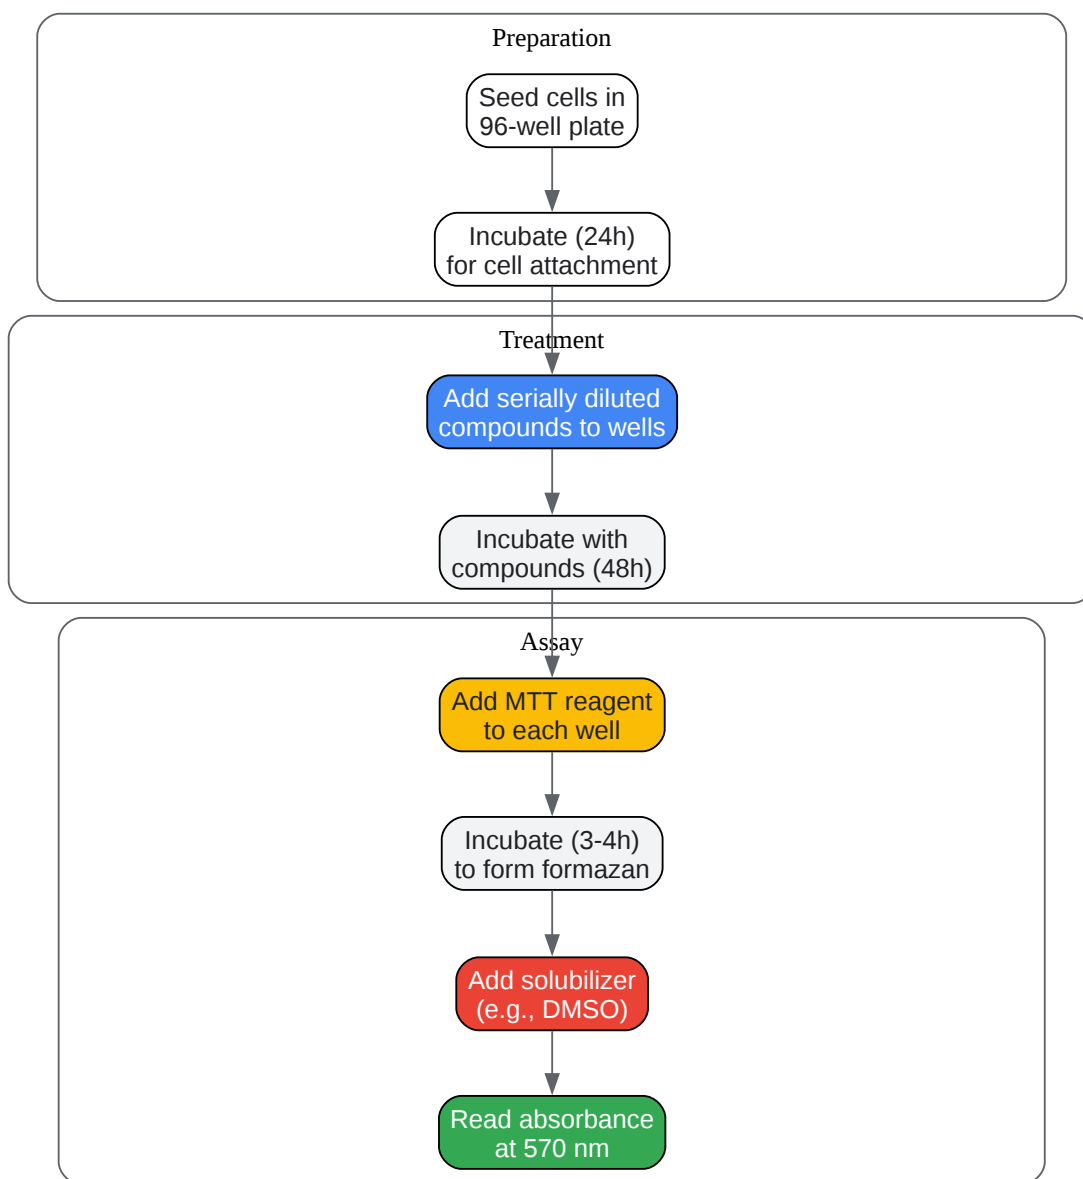 Preparation
Seed cells in
96-well plate
Incubate (24h)
for cell attachment
Treatment
Add serially diluted
compounds to wells
Incubate with
compounds (48h)
Assay
Add MTT reagent
to each well
Incubate (3-4h)
to form formazan
Add solubilizer
(e.g., DMSO)
Read absorbance
at 570 nm